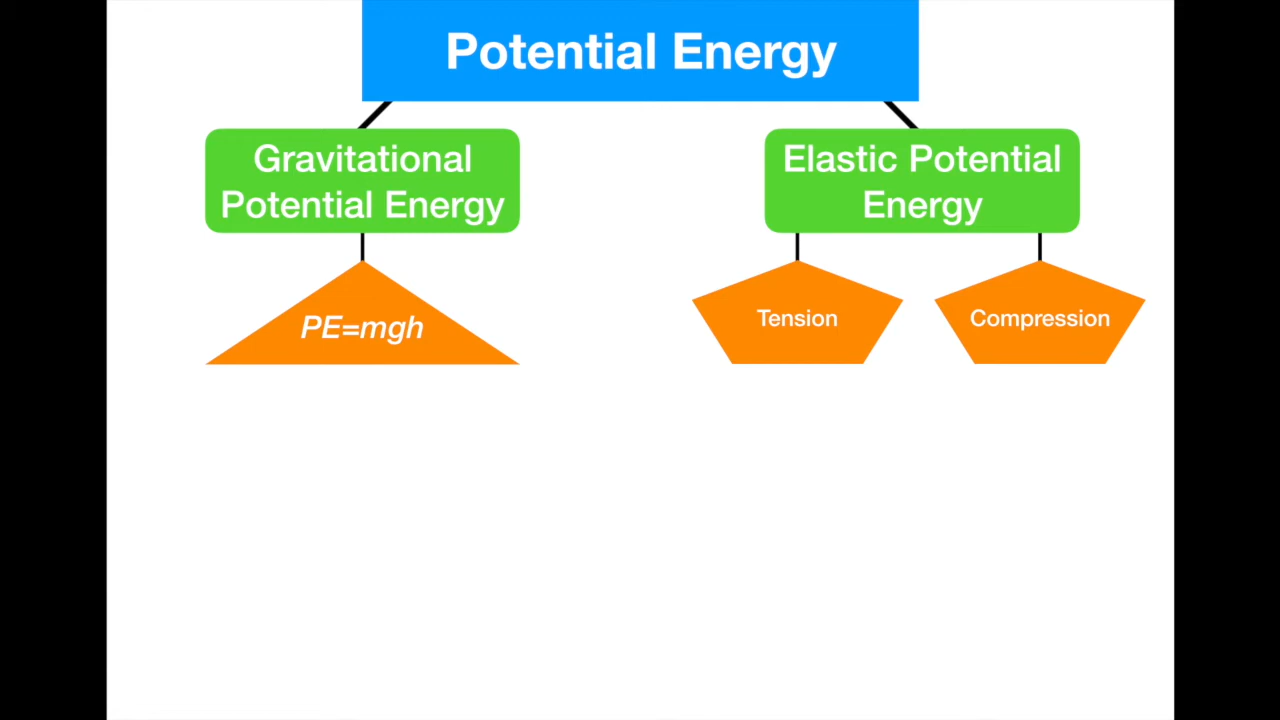 Potential Energy
Gravitational
Potential Energy
Elastic Potential
Energy
PE=mgh
Tension
Compression